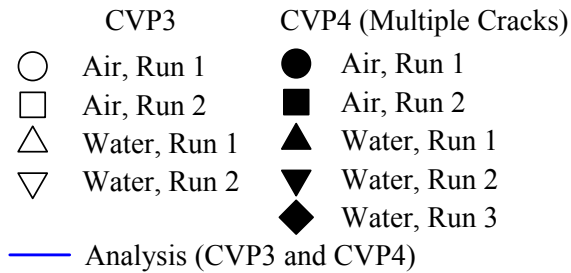 CVP3 CVP4 (Multiple Cracks)
Air, Run 1 Air, Run 1
Air, Run 2 Air, Run 2
Water, Run 1 Water, Run 1
Water, Run 2 Water, Run 2
Water, Run 3
Analysis (CVP3 and CVP4)